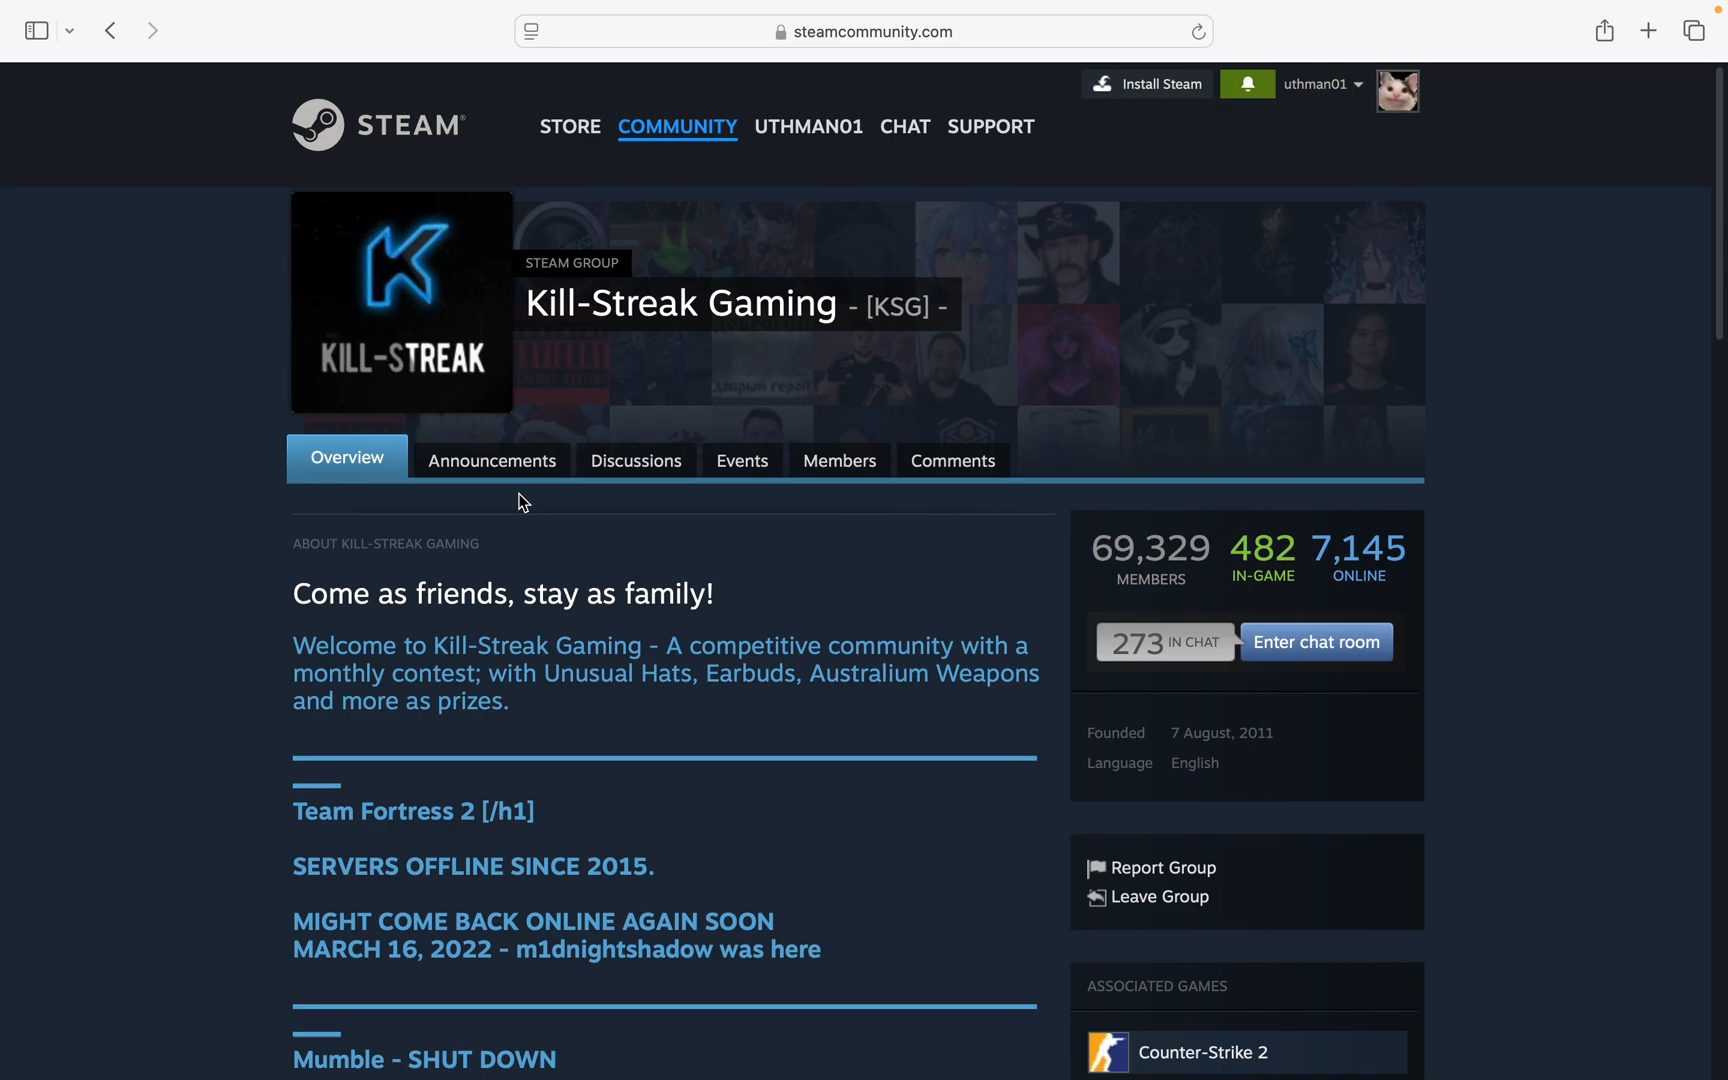 steamcommunity.com
Install Steam
uthman01
STEAM®
STORE COMMUNITY UTHMAN01 CHAT SUPPORT
K
KILL-STREAK
STEAM GROUP
Kill-Streak Gaming - [KSG] -
Overview Announcements Discussions Events Members Comments
ABOUT KILL-STREAK GAMING
Come as friends, stay as family!
Welcome to Kill-Streak Gaming - A competitive community with a
monthly contest; with Unusual Hats, Earbuds, Australium Weapons
and more as prizes.
Team Fortress 2 [/h1]
SERVERS OFFLINE SINCE 2015.
MIGHT COME BACK ONLINE AGAIN SOON
MARCH 16, 2022 - m1dnightshadow was here
Mumble - SHUT DOWN
69,329 482 7,145
MEMBERS IN-GAME ONLINE
273 IN CHAT Enter chat room
Founded 7 August, 2011
Language English
Report Group
Leave Group
ASSOCIATED GAMES
Counter-Strike 2